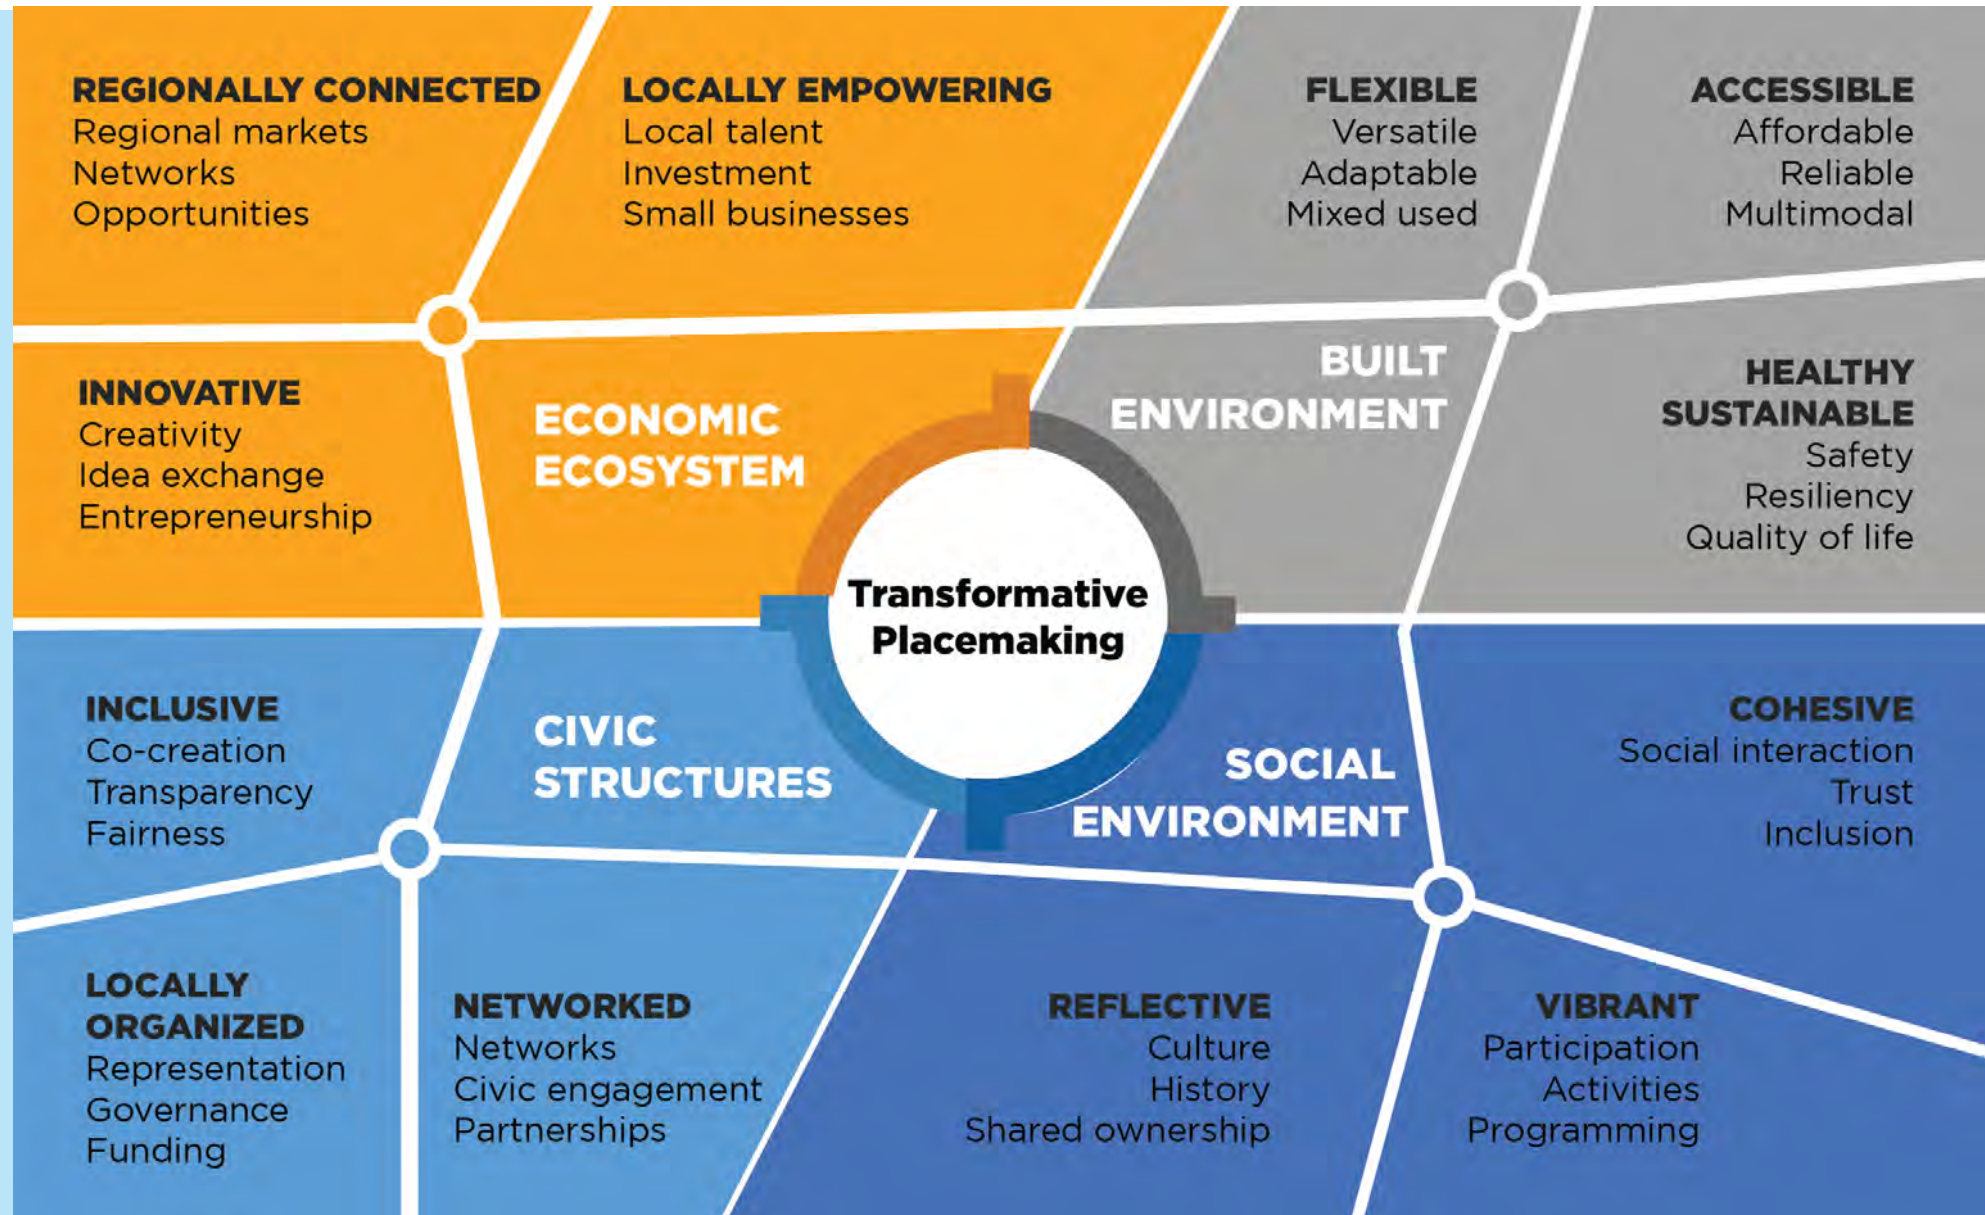 REGIONALLY CONNECTED
Regional markets
Networks
Opportunities
LOCALLY EMPOWERING
Local talent
Investment
Small businesses
FLEXIBLE
Versatile
Adaptable
Mixed used
ACCESSIBLE
Affordable
Reliable
Multimodal
INNOVATIVE
Creativity
Idea exchange
Entrepreneurship
ECONOMIC
ECOSYSTEM
BUILT
ENVIRONMENT
HEALTHY
SUSTAINABLE
Safety
Resiliency
Quality of life
Transformative
Placemaking
INCLUSIVE
Co-creation
Transparency
Fairness
CIVIC
STRUCTURES
SOCIAL
ENVIRONMENT
COHESIVE
Social interaction
Trust
Inclusion
LOCALLY
ORGANIZED
Representation
Governance
Funding
NETWORKED
Networks
Civic engagement
Partnerships
REFLECTIVE
Culture
History
Shared ownership
VIBRANT
Participation
Activities
Programming